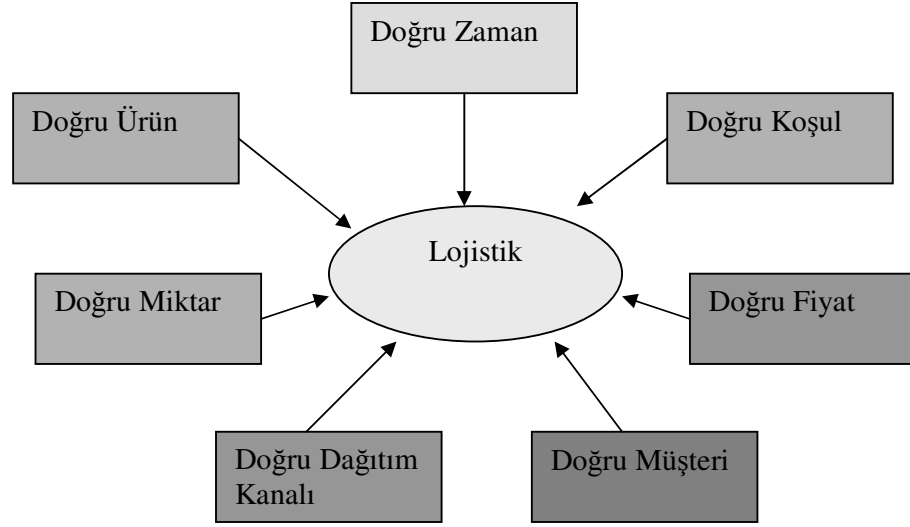 Doğru Zaman
Doğru Ürün
Doğru Koşul
Lojistik
Doğru Miktar
Doğru Fiyat
Doğru Dağıtım
Kanalı
Doğru Müşteri